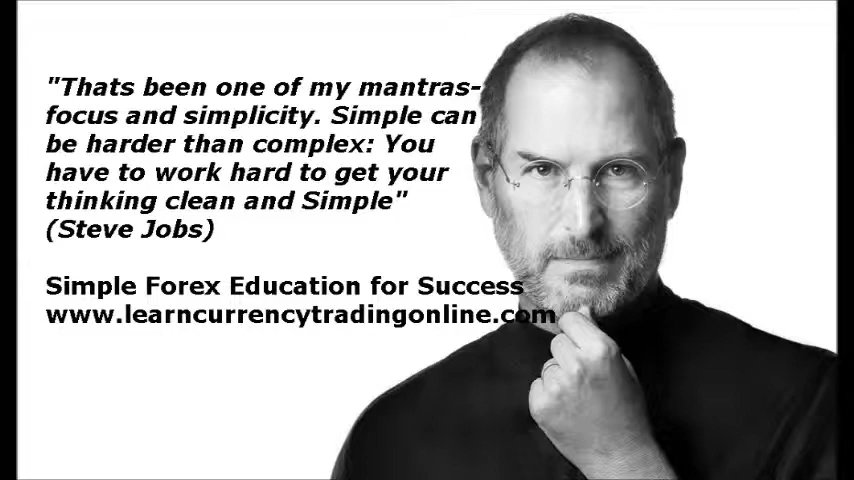 "Thats been one of my mantras-
focus and simplicity. Simple can
be harder than complex: You
have to work hard to get your
thinking clean and Simple"
(Steve Jobs)
Simple Forex Education for Success
www.learncurrencytradingonline.com